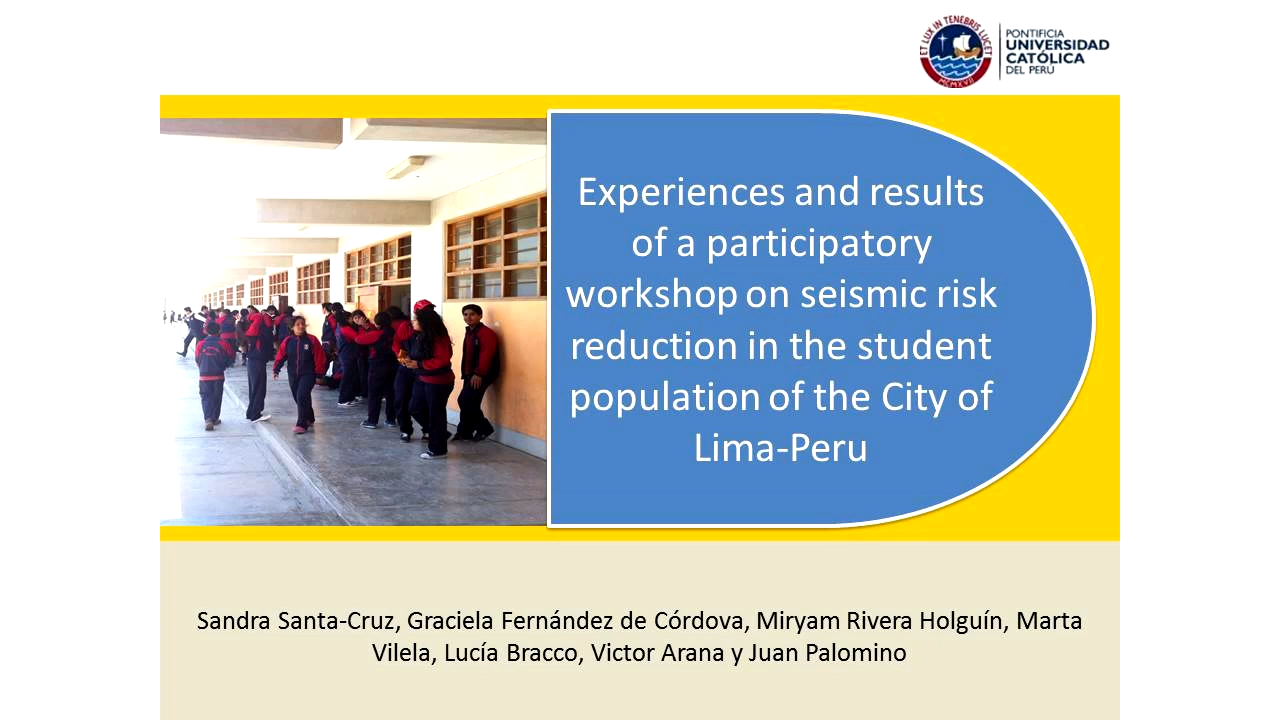 ET LUX IN TENEBRIS LUCET
MCMXVII
PONTIFICIA
UNIVERSIDAD
CATÓLICA
DEL PERÚ
Experiences and results
of a participatory
workshop on seismic risk
reduction in the student
population of the City of
Lima-Peru
Sandra Santa-Cruz, Graciela Fernández de Córdova, Miryam Rivera Holguín, Marta
Vilela, Lucía Bracco, Victor Arana y Juan Palomino